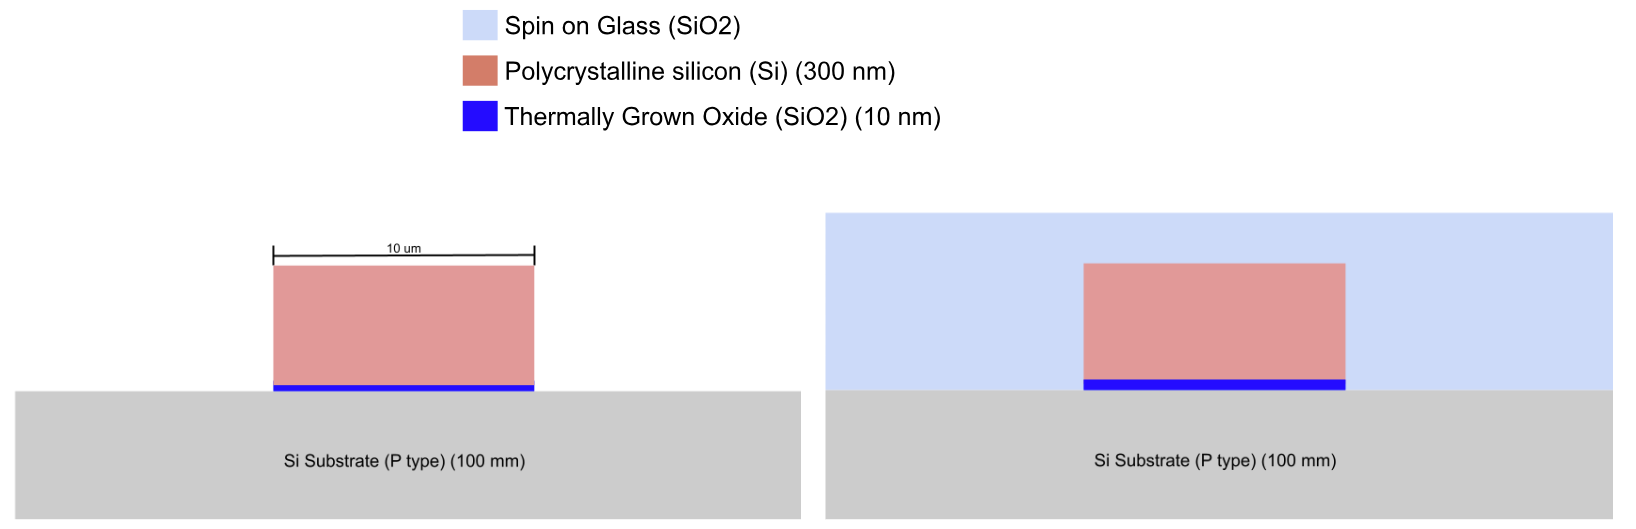 Spin on Glass (SiO2)
Polycrystalline silicon (Si) (300 nm)
Thermally Grown Oxide (SiO2) (10 nm)
10 um
Si Substrate (P type) (100 mm)
Si Substrate (P type) (100 mm)